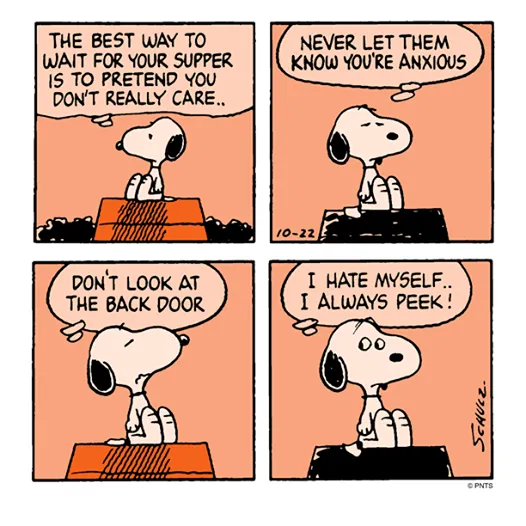 THE BEST WAY TO
WAIT FOR YOUR SUPPER
IS TO PRETEND YOU
DON'T REALLY CARE..
NEVER LET THEM
KNOW YOU'RE ANXIOUS
10-22
DON'T LOOK AT
THE BACK DOOR
I HATE MYSELF..
I ALWAYS PEEK!
SCHULZ
© PNTS